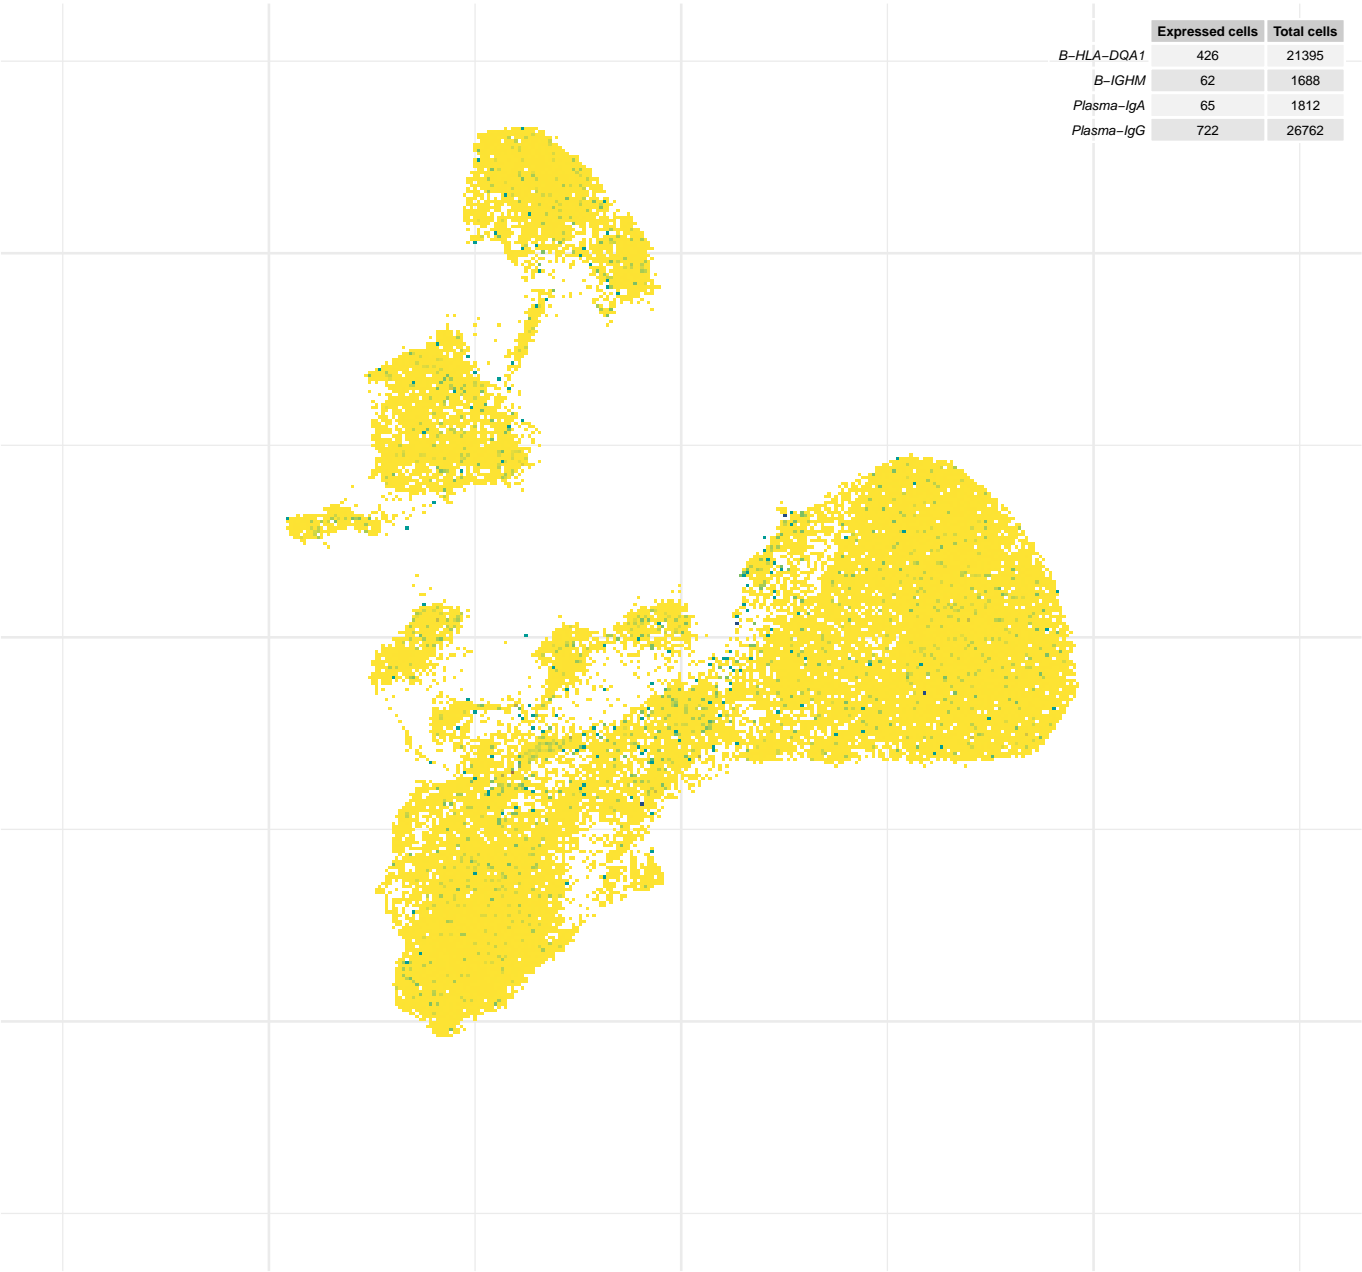 Expressed cells Total cells
B−HLA−DQA1 426 21395
B−IGHM 62 1688
Plasma−IgA 65 1812
Plasma−IgG 722 26762